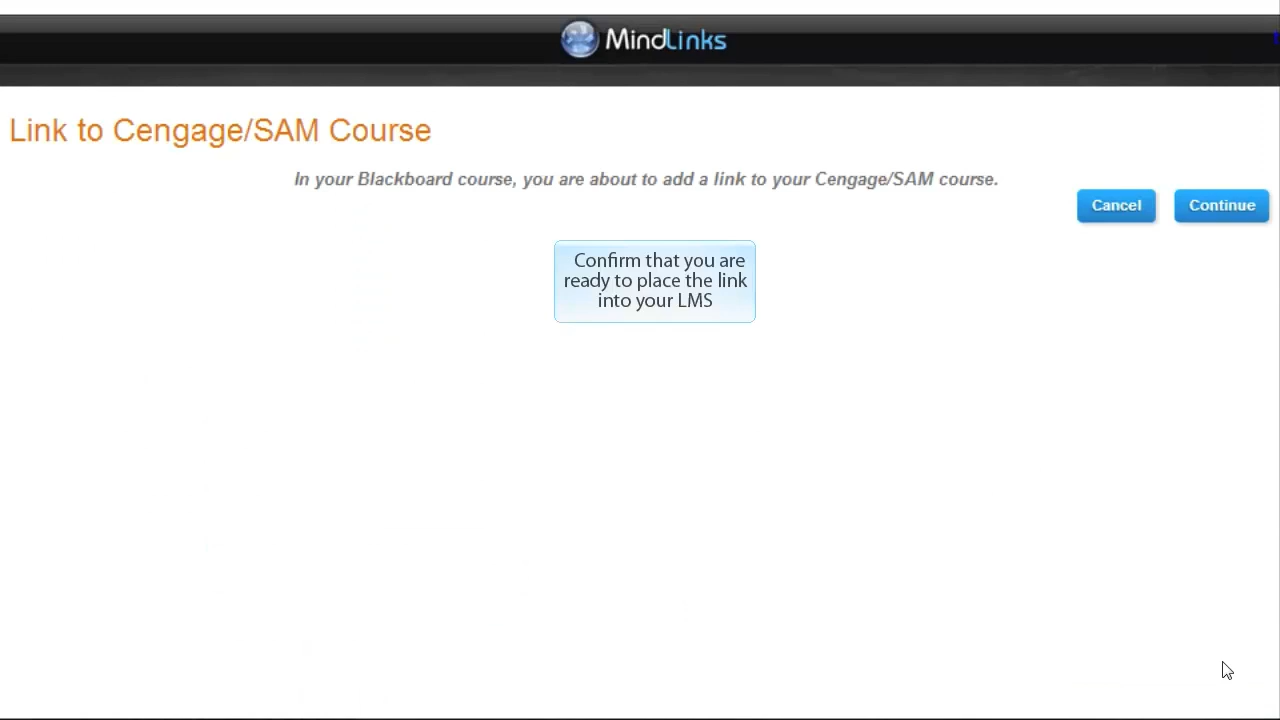 MindLinks
Link to Cengage/SAM Course
In your Blackboard course, you are about to add a link to your Cengage/SAM course.
Cancel Continue
Confirm that you are
ready to place the link
into your LMS